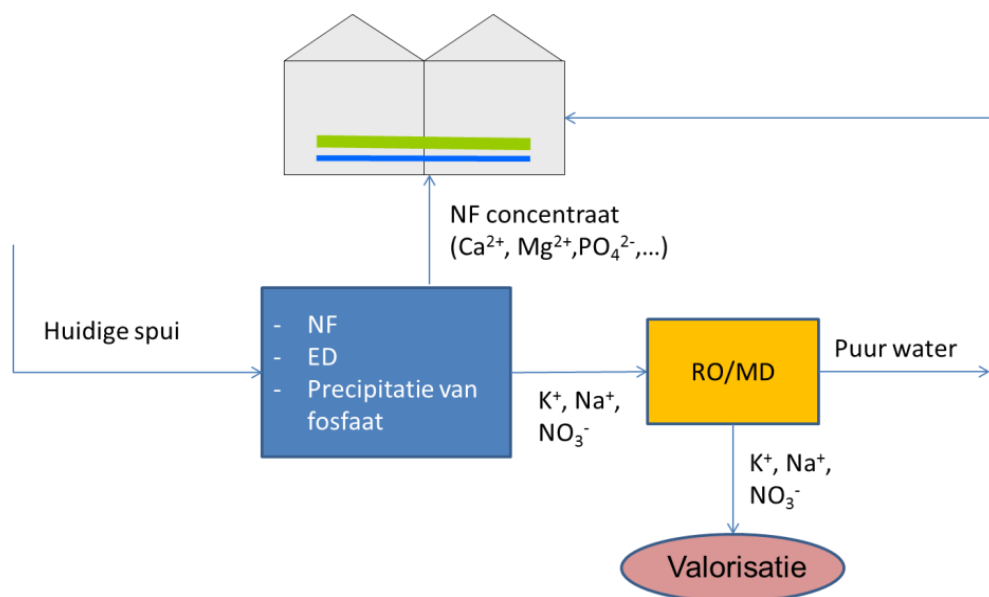 NF concentraat
(Ca²⁺, Mg²⁺,PO₄²⁻,...)
Huidige spui
- NF
- ED
- Precipitatie van
fosfaat
K⁺, Na⁺,
NO₃⁻
RO/MD
Puur water
K⁺, Na⁺,
NO₃⁻
Valorisatie